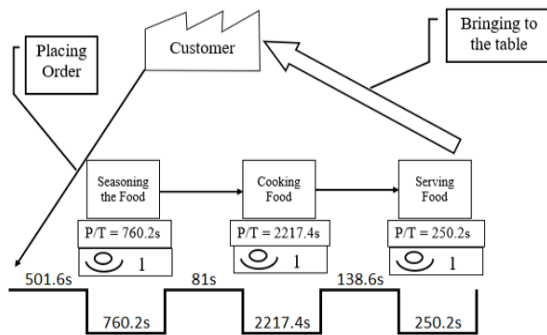 Placing
Order
Customer
Bringing to
the table
Seasoning
the Food
Cooking
Food
Serving
Food
P/T = 760.2s
P/T = 2217.4s
P/T = 250.2s
1
1
1
501.6s
81s
138.6s
760.2s
2217.4s
250.2s